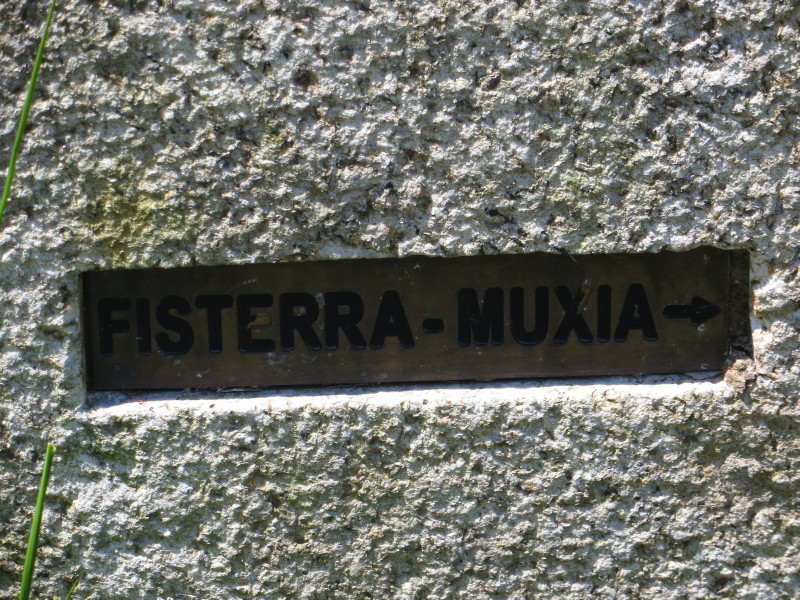 FISTERRA - MUXIA →